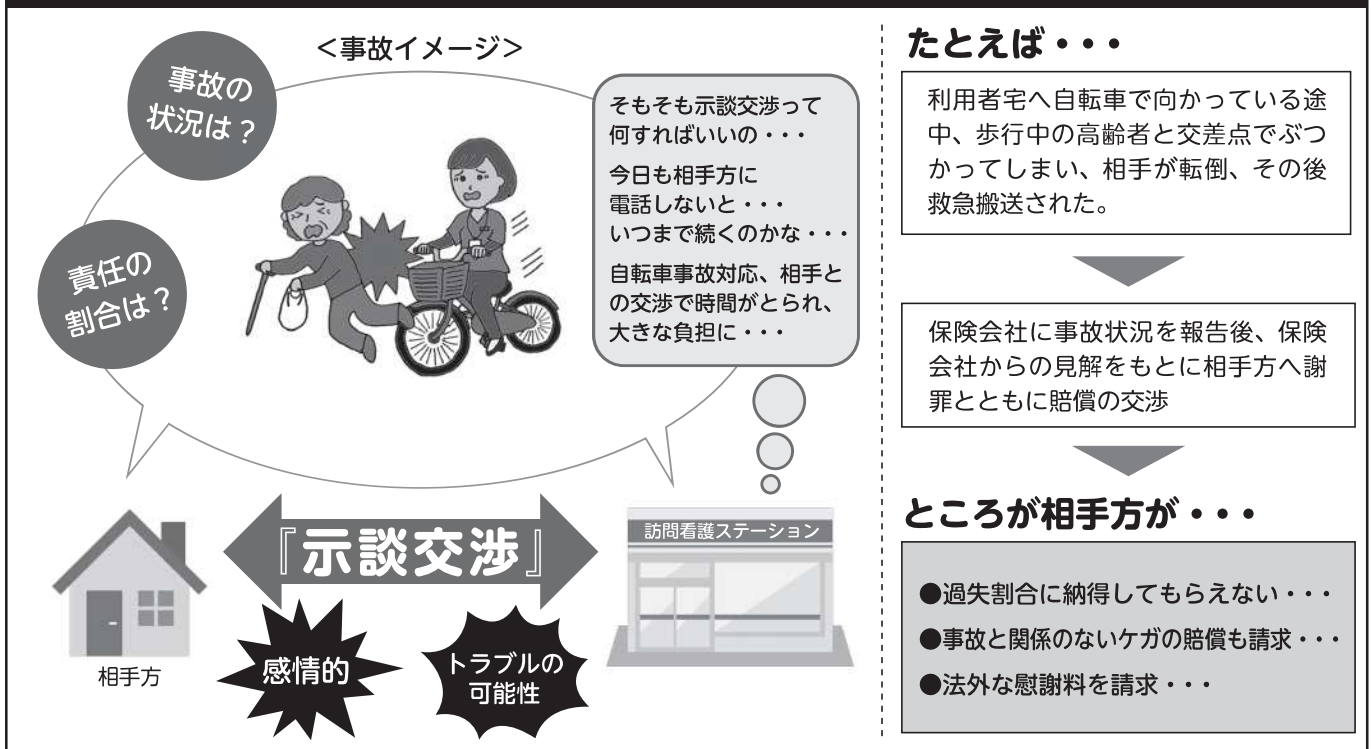 ＜事故イメージ＞
事故の
状況は？
責任の
割合は？
そもそも示談交渉って
何すればいいの・・・
今日も相手方に
電話しないと・・・
いつまで続くのかな・・・
自転車事故対応、相手と
の交渉で時間がとられ、
大きな負担に・・・
『示談交渉』
訪問看護ステーション
相手方
感情的
トラブルの
可能性
たとえば・・・
利用者宅へ自転車で向かっている途
中、歩行中の高齢者と交差点でぶつ
かってしまい、相手が転倒、その後
救急搬送された。
保険会社に事故状況を報告後、保険
会社からの見解をもとに相手方へ謝
罪とともに賠償の交渉
ところが相手方が・・・
●過失割合に納得してもらえない・・・
●事故と関係のないケガの賠償も請求・・・
●法外な慰謝料を請求・・・